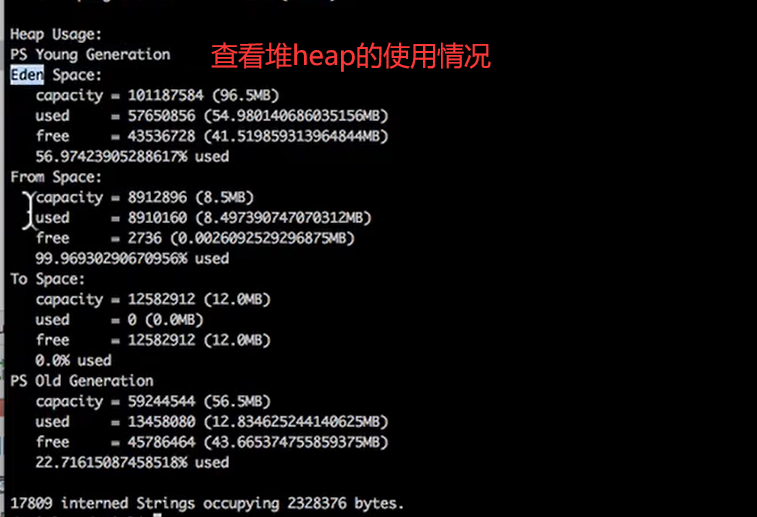 Heap Usage:
PS Young Generation
查看堆heap的使用情况
Eden Space:
capacity = 101187584 (96.5MB)
used = 57650856 (54.980140686035156MB)
free = 43536728 (41.519859313964844MB)
56.97423905288617% used
From Space:
capacity = 8912896 (8.5MB)
used = 8910160 (8.497390747070312MB)
free = 2736 (0.0026092529296875MB)
99.96930290670956% used
To Space:
capacity = 12582912 (12.0MB)
used = 0 (0.0MB)
free = 12582912 (12.0MB)
0.0% used
PS Old Generation
capacity = 59244544 (56.5MB)
used = 13458080 (12.834625244140625MB)
free = 45786464 (43.665374755859375MB)
22.71615087458518% used
17809 interned Strings occupying 2328376 bytes.